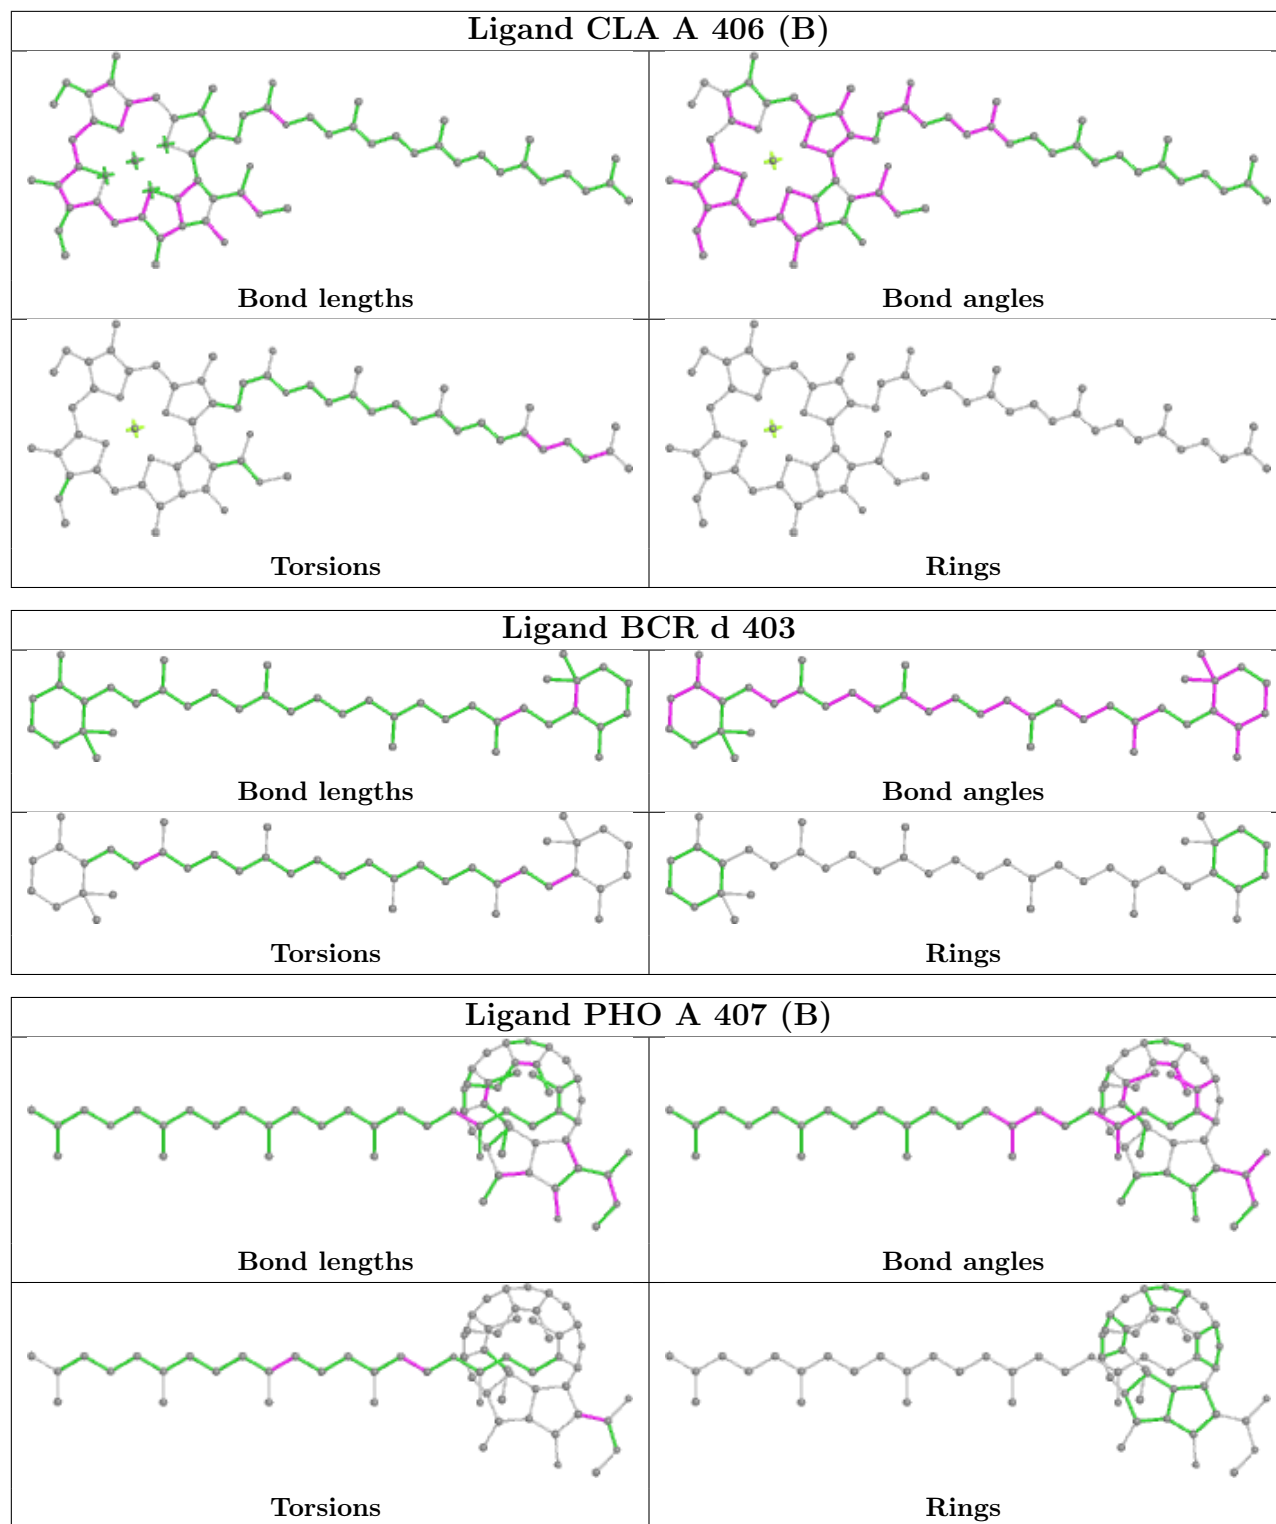 Ligand CLA A 406 (B)
Bond lengths
Bond angles
Torsions
Rings
Ligand BCR d 403
Bond lengths
Bond angles
Torsions
Rings
Ligand PHO A 407 (B)
Bond lengths
Bond angles
Torsions
Rings